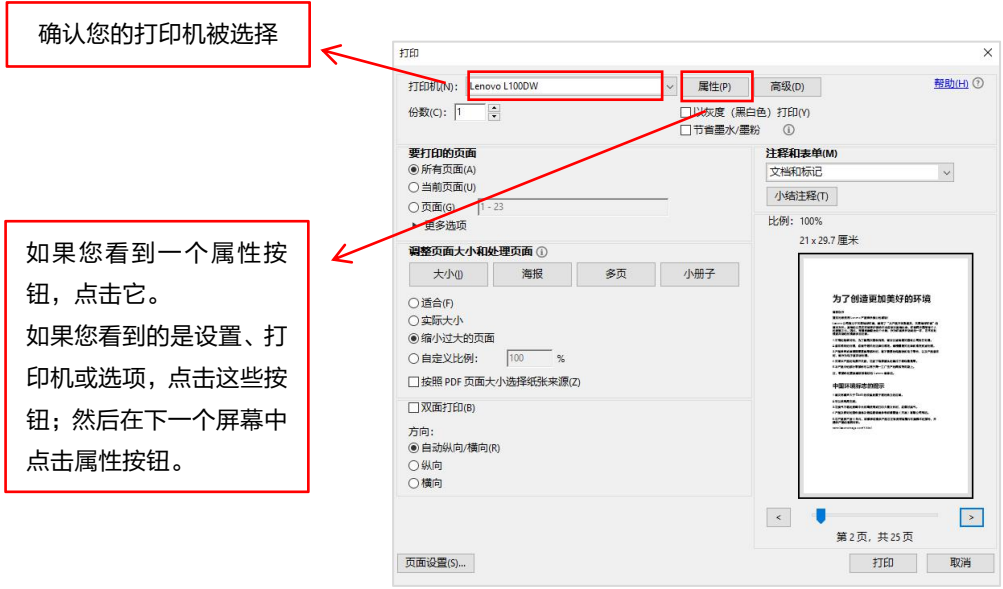 确认您的打印机被选择
如果您看到一个属性按
钮，点击它。
如果您看到的是设置、打
印机或选项，点击这些按
钮；然后在下一个屏幕中
点击属性按钮。
打印
打印机(N): Lenovo L100DW 属性(P) 高级(D) 帮助(H)
份数(C): 1 以灰度（黑白色）打印(Y)
节省墨水/墨粉
要打印的页面
所有页面(A)
当前页面(U)
页面(G) 1 - 23
更多选项
调整页面大小和处理页面
大小(I) 海报 多页 小册子
适合(F)
实际大小
缩小过大的页面
自定义比例: 100 %
按照 PDF 页面大小选择纸张来源(Z)
双面打印(B)
方向:
自动纵向/横向(R)
纵向
横向
注释和表单(M)
文档和标记
小结注释(T)
比例: 100%
21 x 29.7 厘米
为了创造更加美好的环境
中国环境标志的提示
< >
第 2 页, 共 25 页
页面设置(S)... 打印 取消